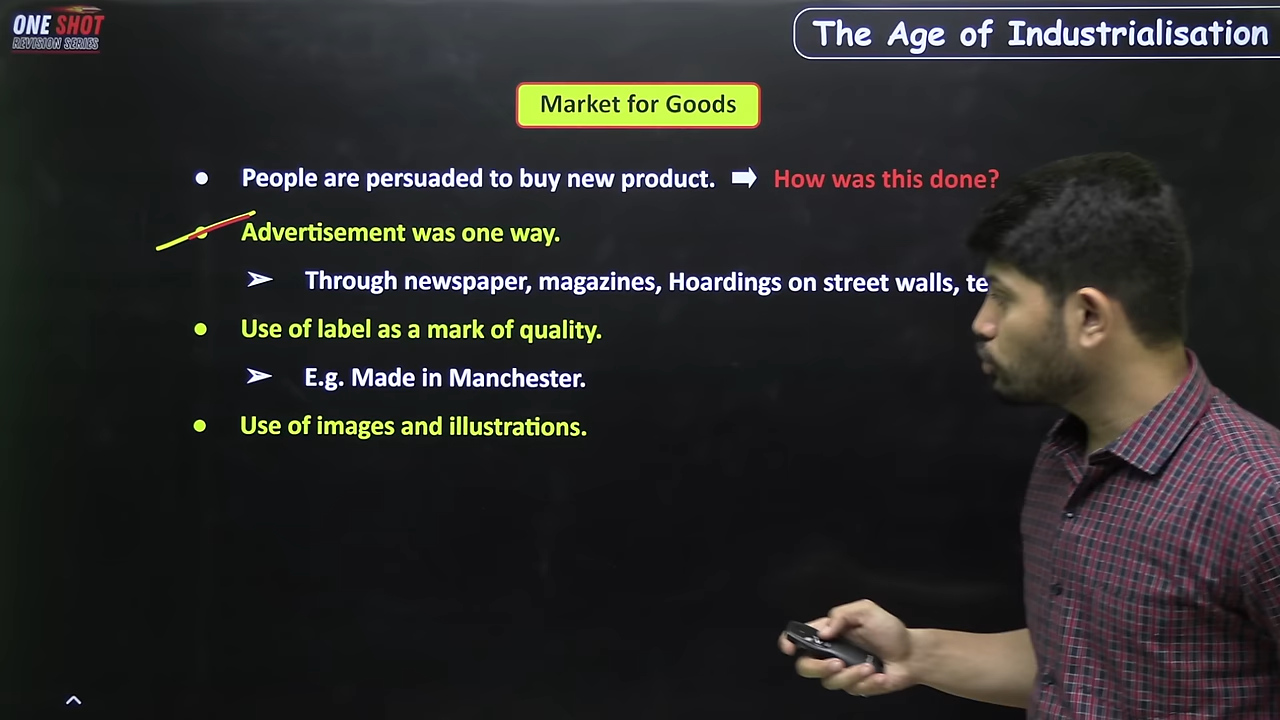 ONE SHOT
REVISION SERIES
The Age of Industrialisation
Market for Goods
People are persuaded to buy new product. ➡ How was this done?
Advertisement was one way.
Through newspaper, magazines, Hoardings on street walls,
Use of label as a mark of quality.
E.g. Made in Manchester.
Use of images and illustrations.